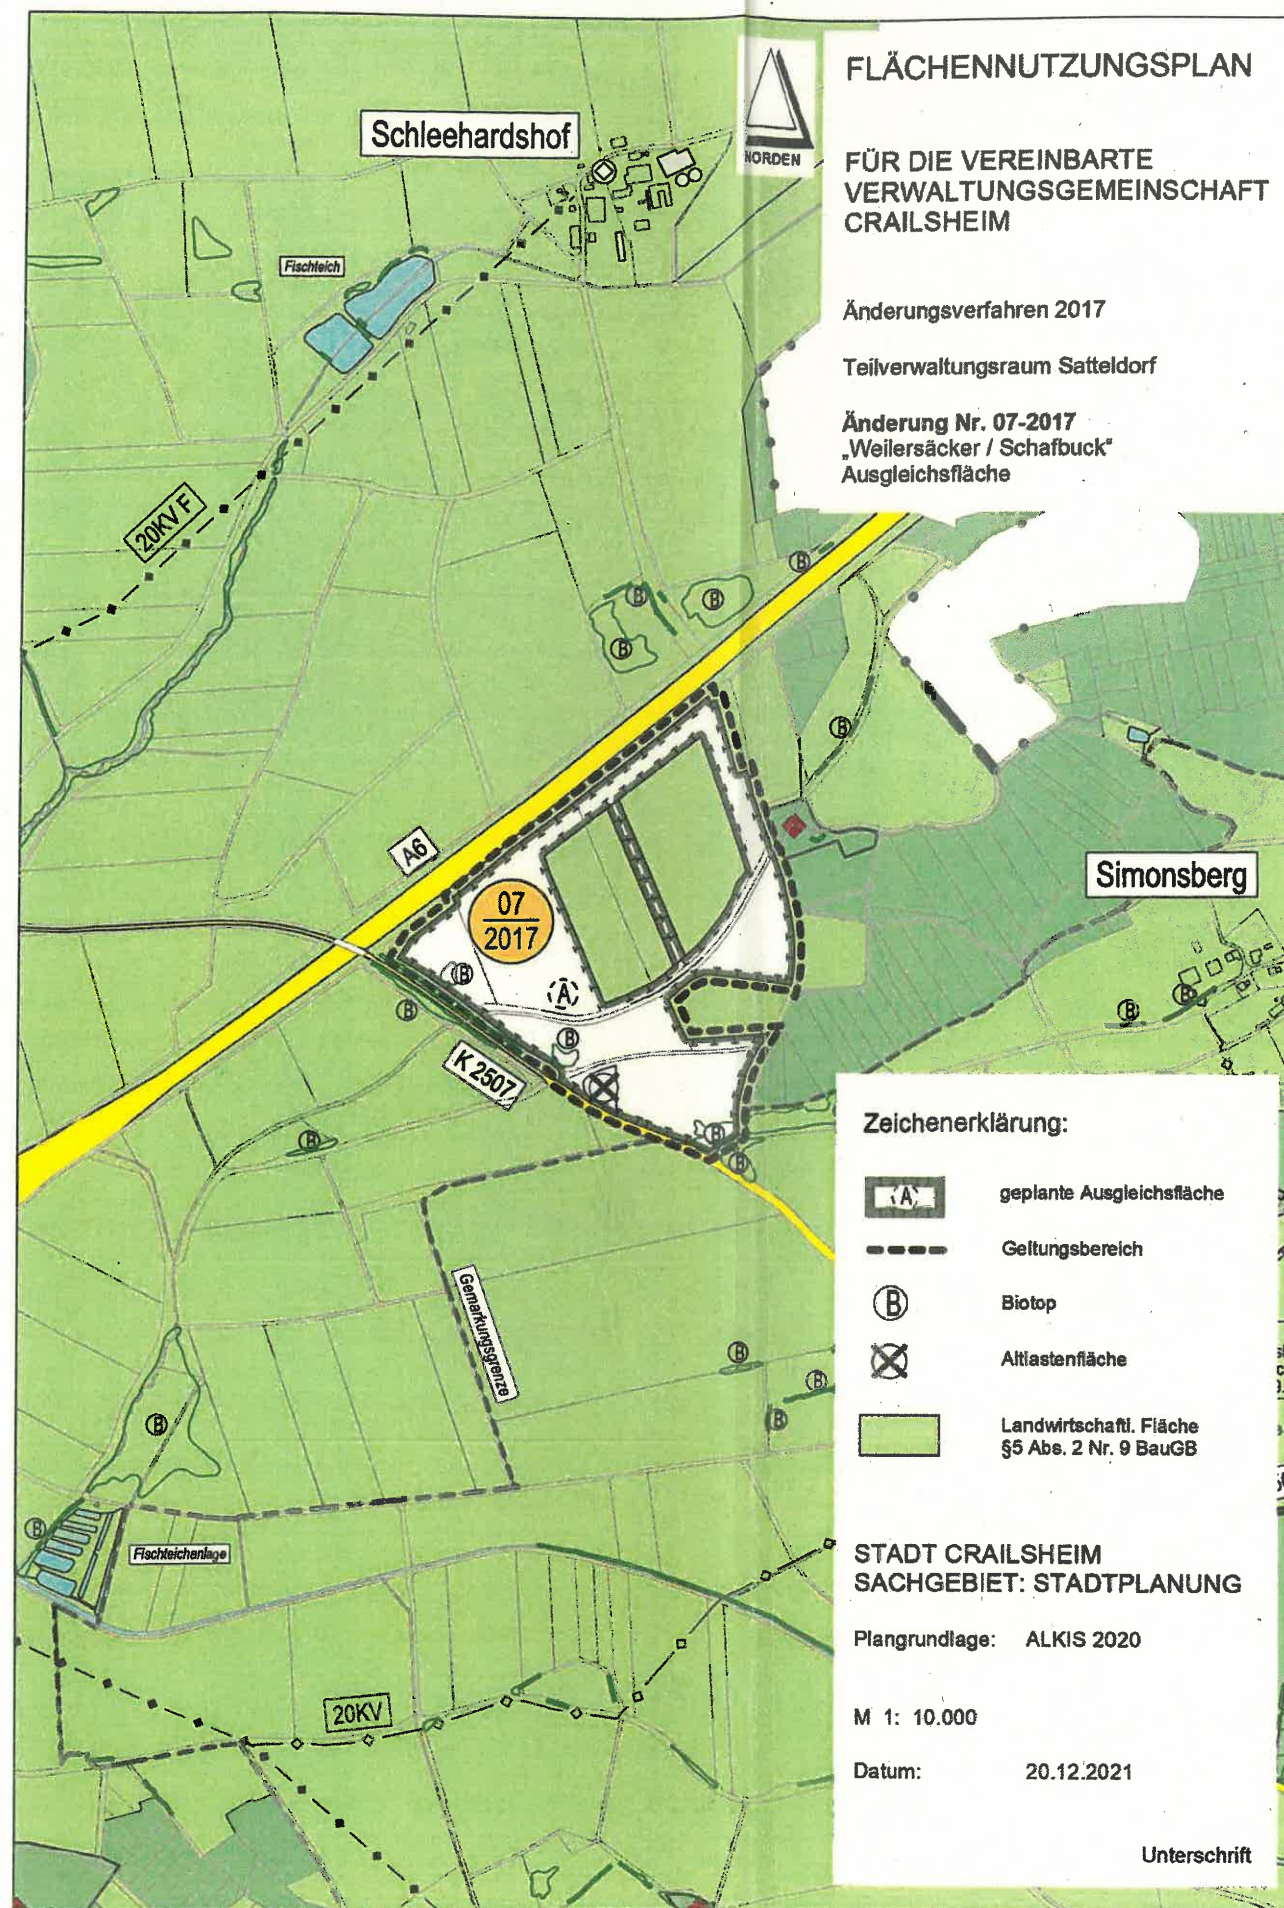 FLÄCHENNUTZUNGSPLAN
NORDEN
FÜR DIE VEREINBARTE
VERWALTUNGSGEMEINSCHAFT
CRAILSHEIM
Änderungsverfahren 2017
Teilverwaltungsraum Satteldorf
Änderung Nr. 07-2017
„Weilersäcker / Schafbuck"
Ausgleichsfläche
Schleehardshof
Fischteich
20KV F
B
B
B
B
B
A6
07
2017
Simonsberg
B
A
B
B
B
B
K 2507
B
B
B
B
Gemarkungsgrenze
B
B
B
B
B
Fischteichanlage
20KV
Zeichenerklärung:
A geplante Ausgleichsfläche
Geltungsbereich
B Biotop
Altlastenfläche
Landwirtschaftl. Fläche
§5 Abs. 2 Nr. 9 BauGB
STADT CRAILSHEIM
SACHGEBIET: STADTPLANUNG
Plangrundlage: ALKIS 2020
M 1: 10.000
Datum: 20.12.2021
Unterschrift